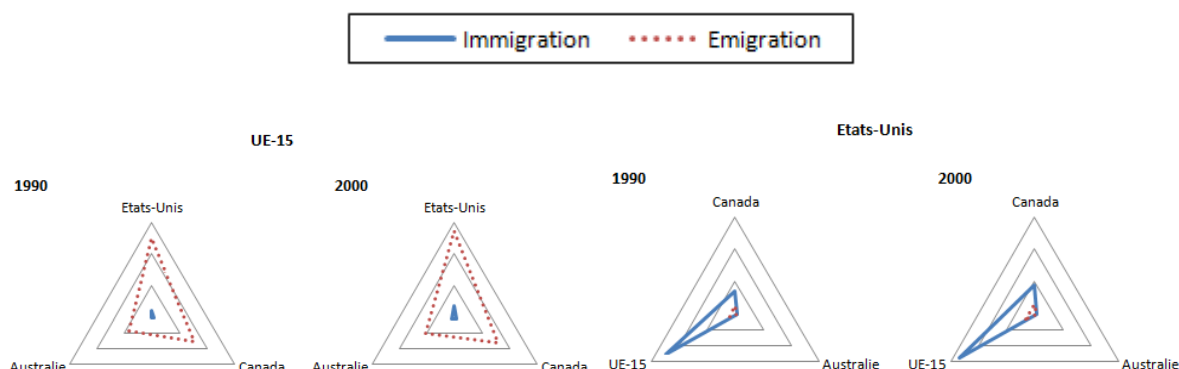 Immigration Emigration
UE-15
Etats-Unis
1990
2000
1990
2000
Etats-Unis
Etats-Unis
Canada
Canada
Australie
Canada
Australie
Canada
UE-15
Australie
UE-15
Australie